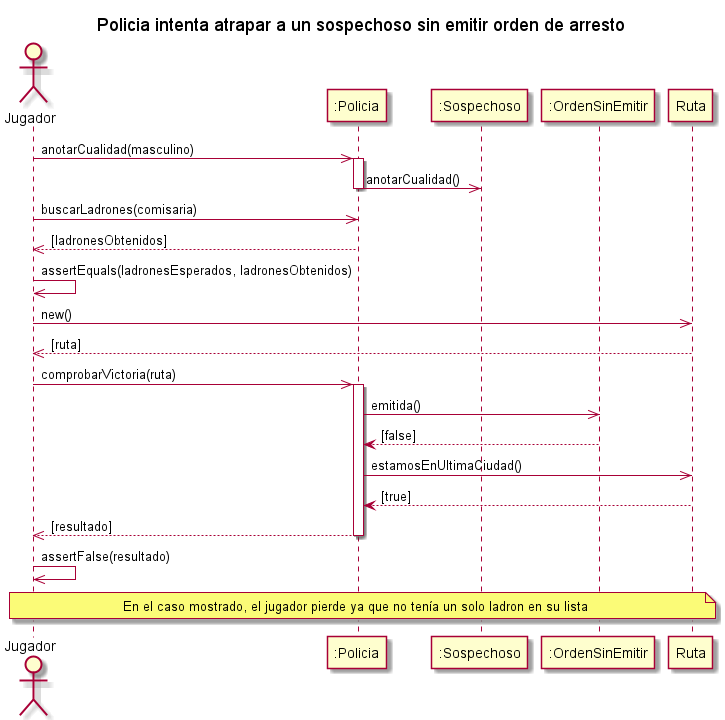 Policia intenta atrapar a un sospechoso sin emitir orden de arresto
Jugador
:Policia
:Sospechoso
:OrdenSinEmitir
Ruta
anotarCualidad(masculino)
anotarCualidad()
buscarLadrones(comisaria)
[ladronesObtenidos]
assertEquals(ladronesEsperados, ladronesObtenidos)
new()
[ruta]
comprobarVictoria(ruta)
emitida()
[false]
estamosEnUltimaCiudad()
[true]
[resultado]
assertFalse(resultado)
En el caso mostrado, el jugador pierde ya que no tenía un solo ladron en su lista
Jugador
:Policia
:Sospechoso
:OrdenSinEmitir
Ruta